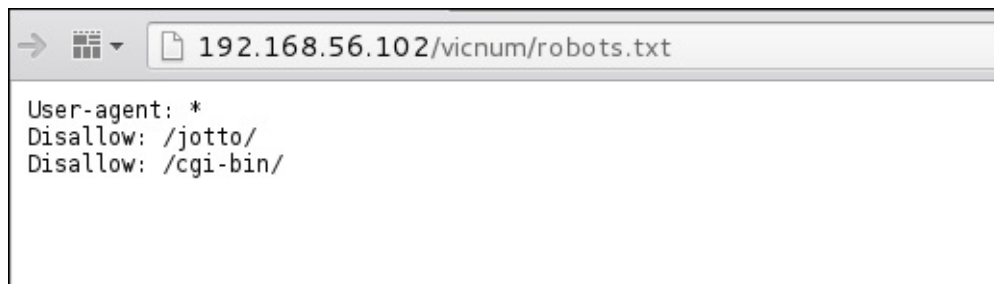 192.168.56.102/vicnum/robots.txt
User-agent: *
Disallow: /jotto/
Disallow: /cgi-bin/